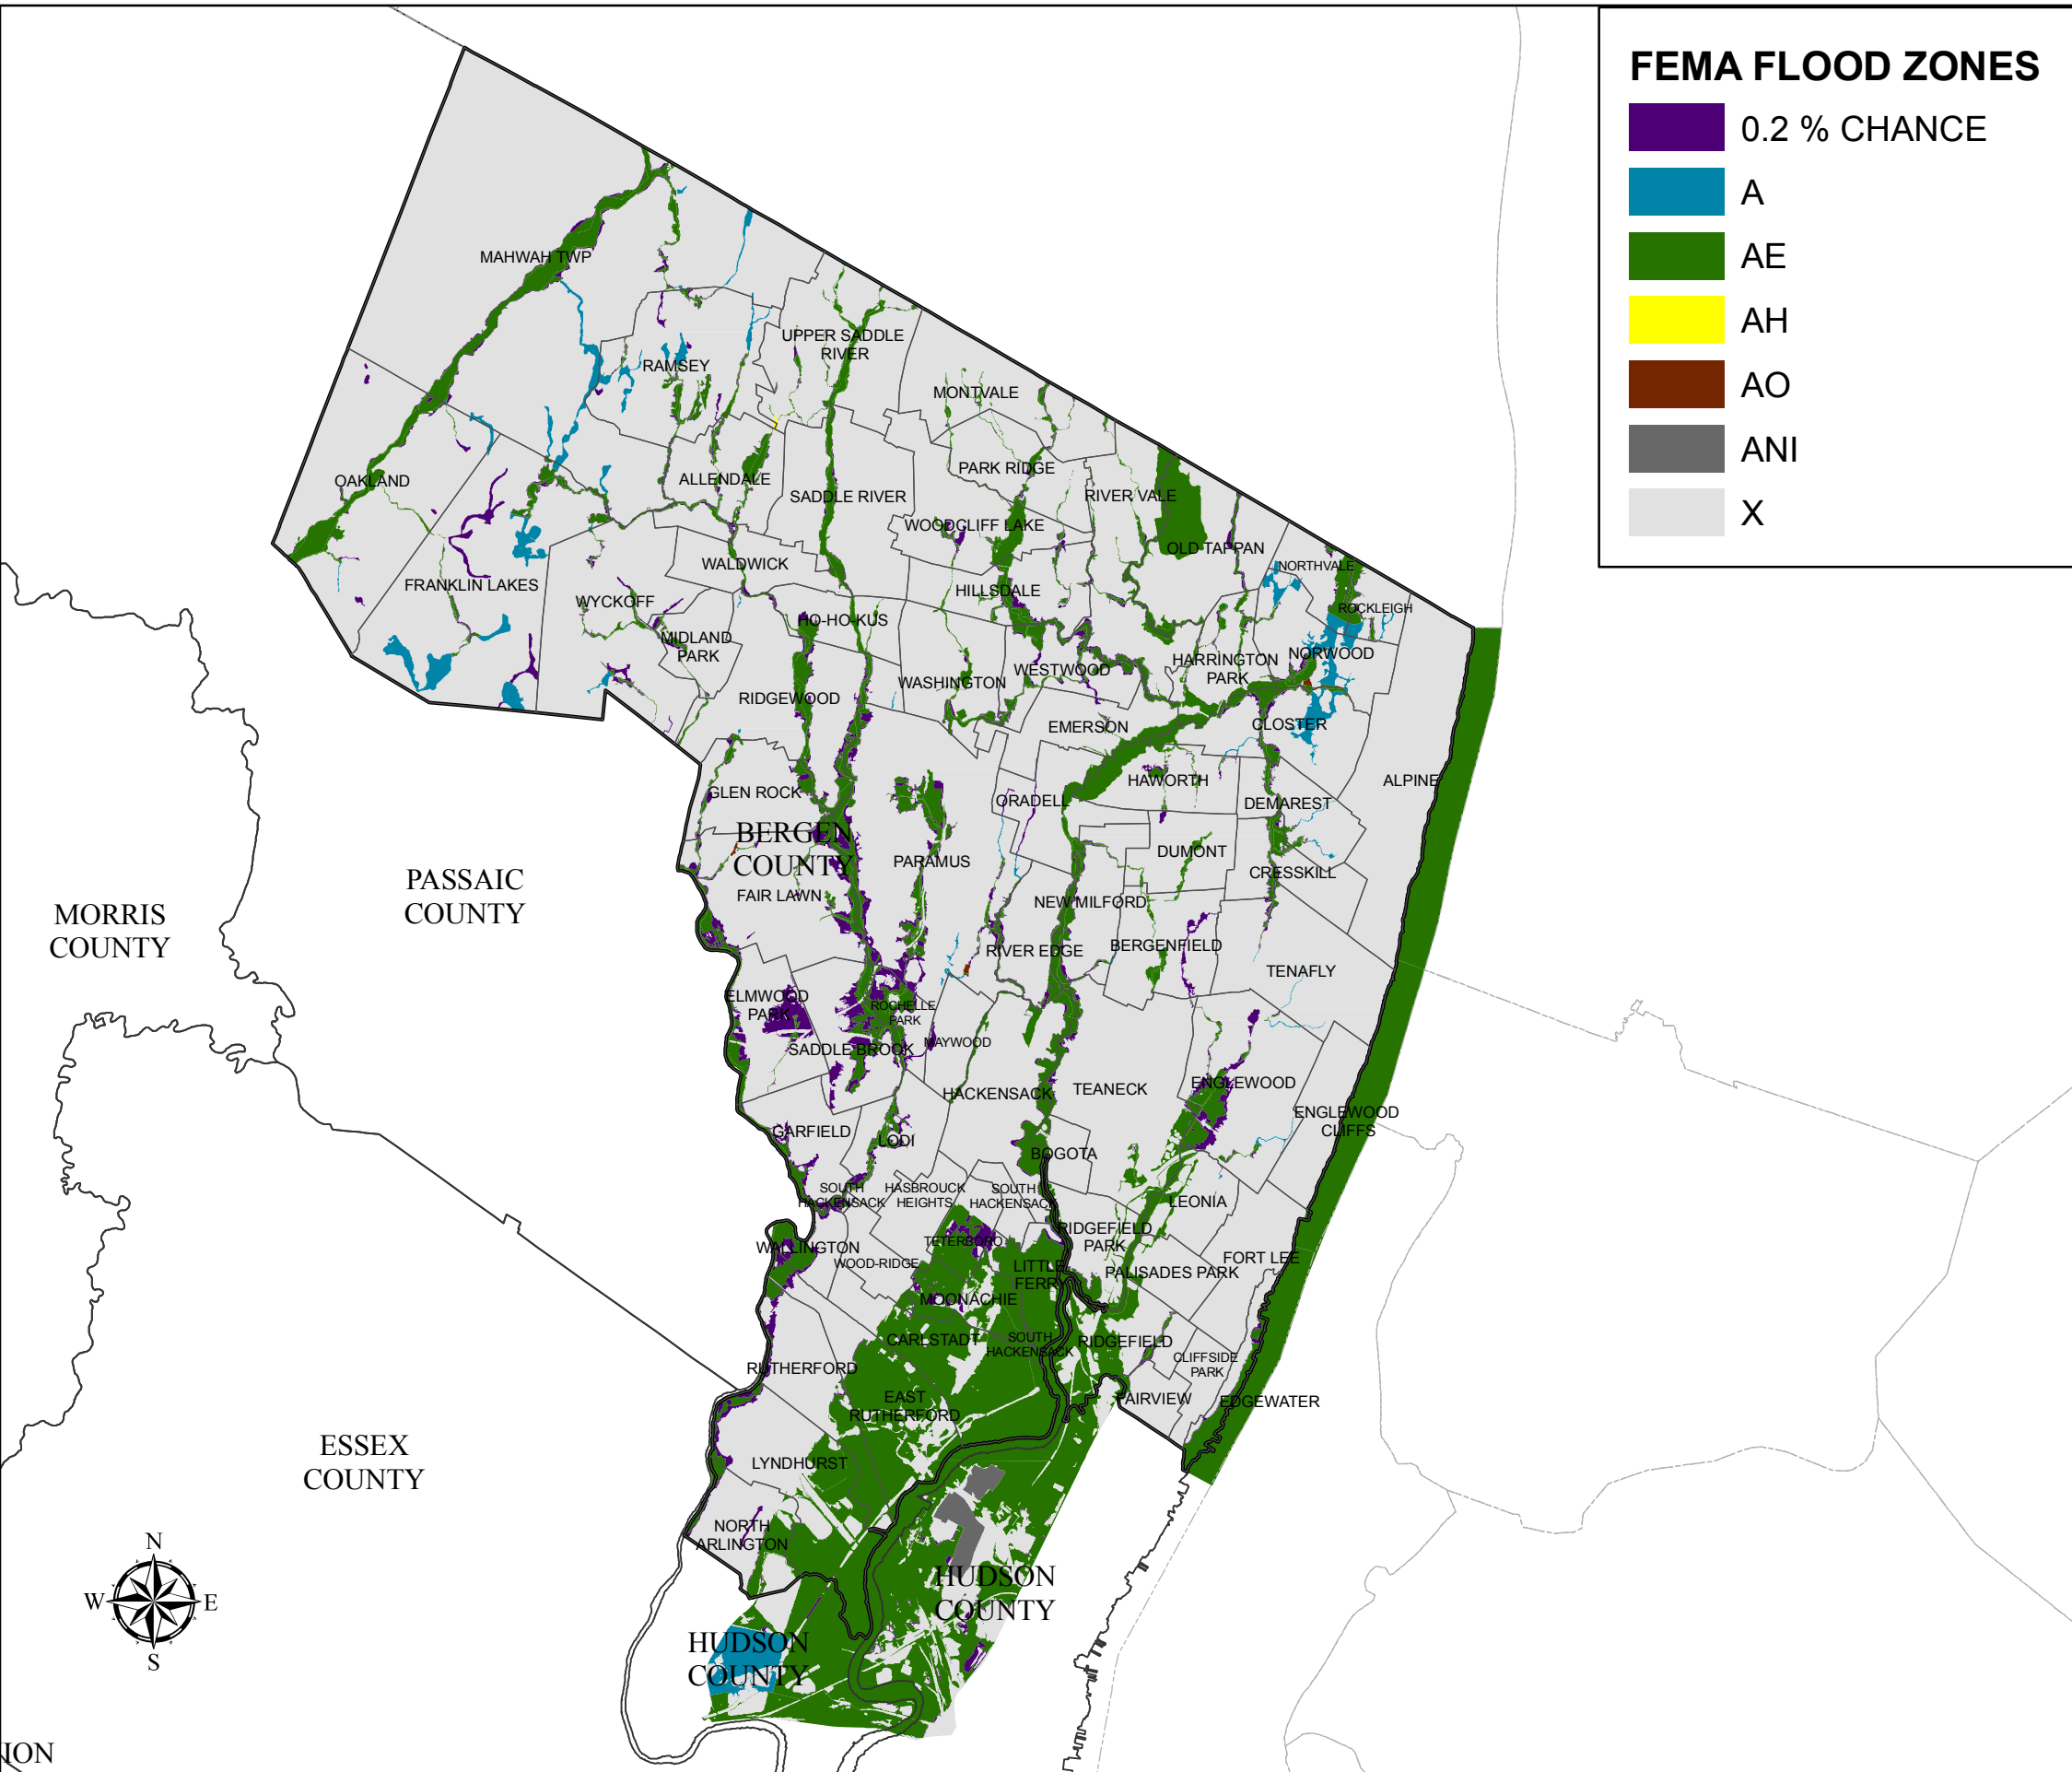 FEMA FLOOD ZONES
0.2 % CHANCE
A
AE
AH
AO
ANI
X
MAHWAH TWP
UPPER SADDLE
RIVER
RAMSEY
MONTVALE
PARK RIDGE
OAKLAND
ALLENDALE
SADDLE RIVER
RIVER VALE
WOODCLIFF LAKE
OLD TAPPAN
WALDWICK
NORTHVALE
FRANKLIN LAKES
HILLSDALE
WYCKOFF
ROCKLEIGH
HO-HO-KUS
MIDLAND
PARK
NORWOOD
HARRINGTON
PARK
WESTWOOD
WASHINGTON
RIDGEWOOD
EMERSON
CLOSTER
HAWORTH
ALPINE
GLEN ROCK
ORADELL
DEMAREST
BERGEN
COUNTY
DUMONT
PARAMUS
CRESSKILL
PASSAIC
COUNTY
FAIR LAWN
NEW MILFORD
MORRIS
COUNTY
RIVER EDGE
BERGENFIELD
TENAFLY
ELMWOOD
PARK
ROCHELLE
PARK
SADDLE BROOK
MAYWOOD
ENGLEWOOD
TEANECK
HACKENSACK
ENGLEWOOD
CLIFFS
GARFIELD
LODI
BOGOTA
SOUTH
HACKENSACK
HASBROUCK
HEIGHTS
SOUTH
HACKENSACK
LEONIA
RIDGEFIELD
PARK
TETERBORO
WALLINGTON
WOOD-RIDGE
FORT LEE
LITTLE
FERRY
PALISADES PARK
MOONACHIE
CARLSTADT
SOUTH
HACKENSACK
RIDGEFIELD
CLIFFSIDE
PARK
RUTHERFORD
EAST
RUTHERFORD
FAIRVIEW
EDGEWATER
ESSEX
COUNTY
LYNDHURST
NORTH
ARLINGTON
HUDSON
COUNTY
HUDSON
COUNTY
N
W
E
S
ION